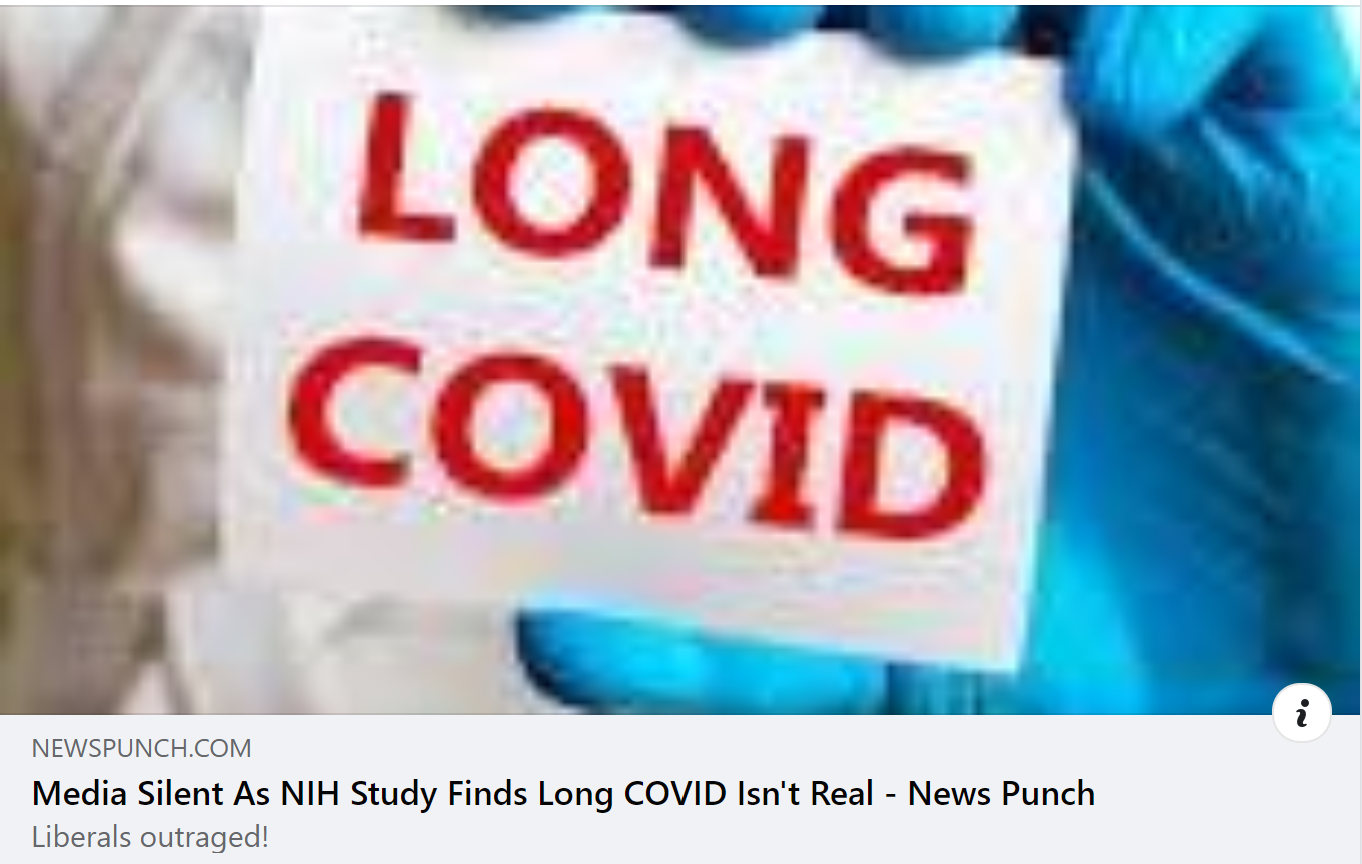 LONG
COVID
NEWSPUNCH.COM
Media Silent As NIH Study Finds Long COVID Isn't Real - News Punch
Liberals outraged!